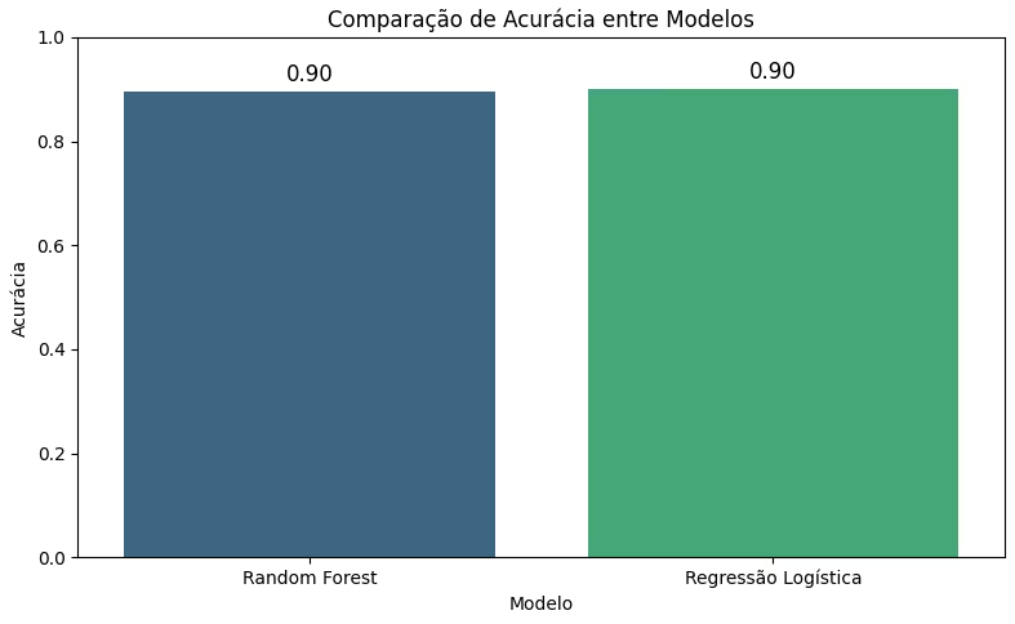 Comparação de Acurácia entre Modelos
1.0
0.90
0.90
0.8
0.6
Acurácia
0.4
0.2
0.0
Random Forest
Regressão Logística
Modelo